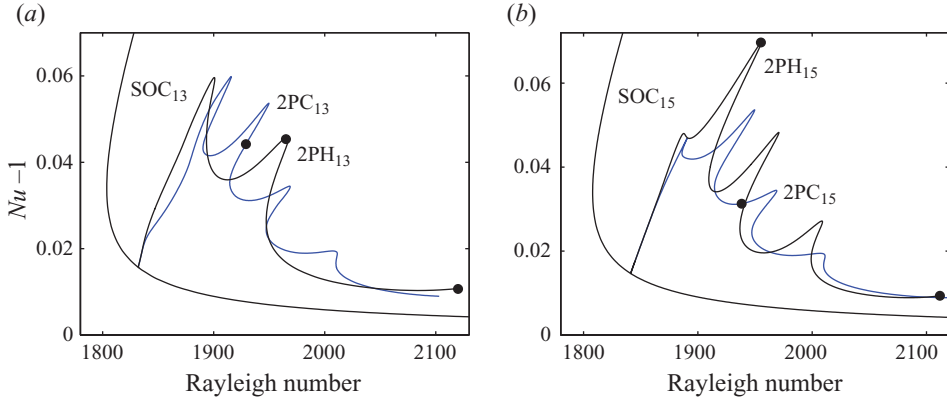 (a)
0.06
0.04
0.02
0
Nu −1
SOC13
2PC13
2PH13
1800
1900
2000
2100
Rayleigh number
(b)
0.06
0.04
0.02
0
SOC15
2PH15
2PC15
1800
1900
2000
2100
Rayleigh number